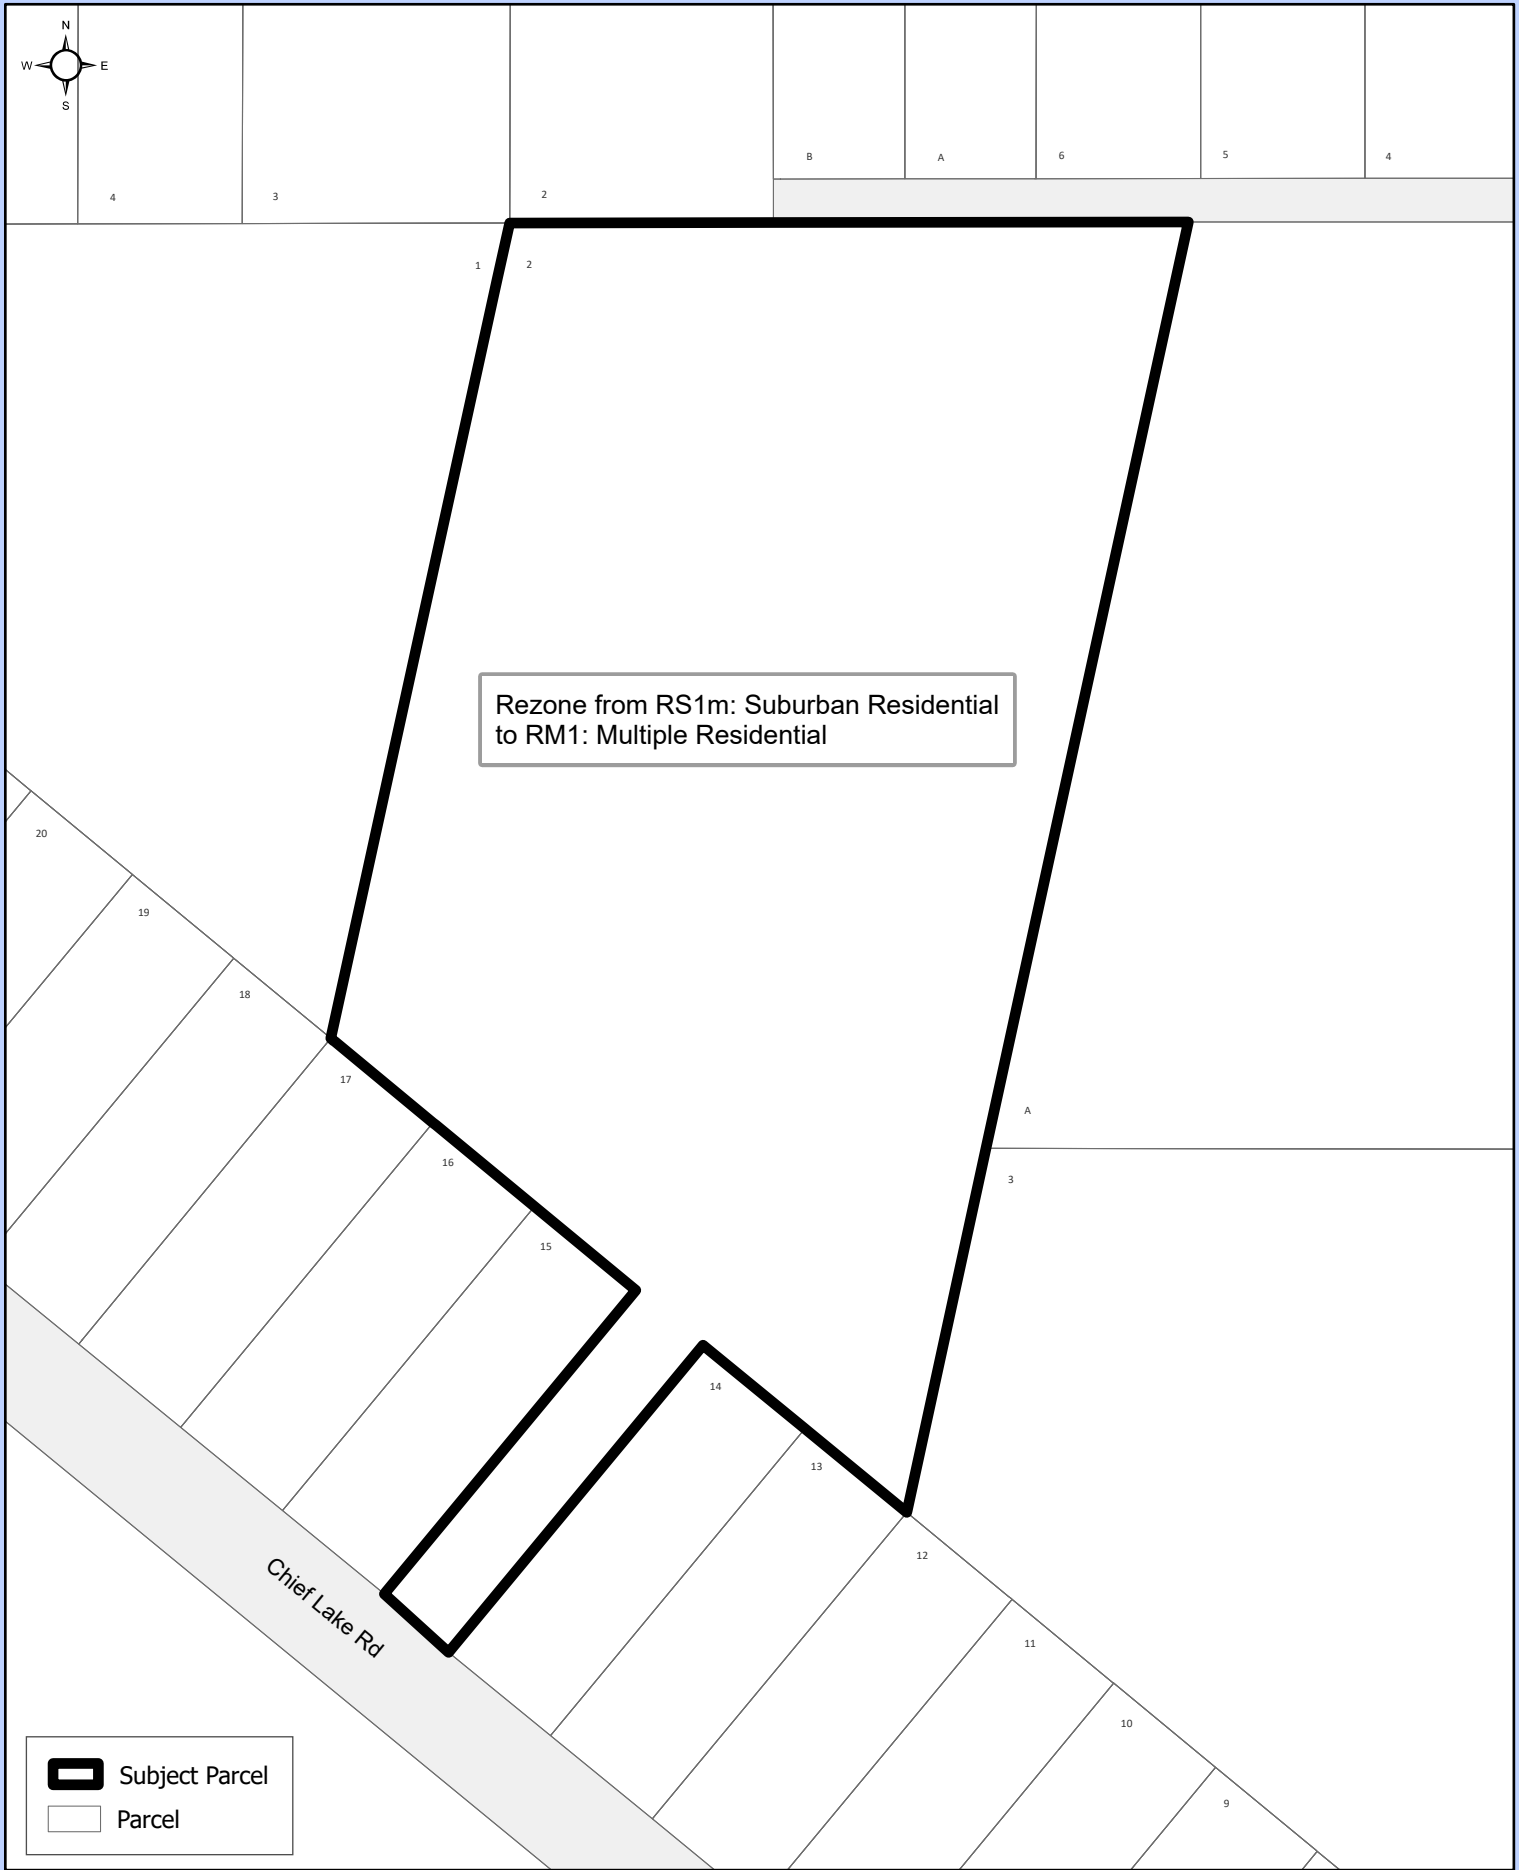 N
W E
S
B A 6 5 4
4 3 2
1 2
Rezone from RS1m: Suburban Residential
to RM1: Multiple Residential
20
19
18
17
A
16
3
15
14
13
Chief Lake Rd
12
11
10
9
Subject Parcel
Parcel